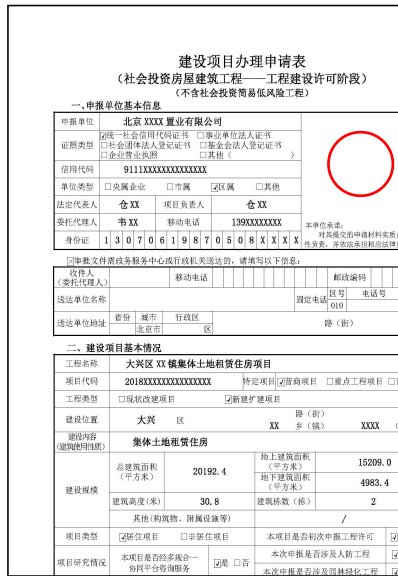 建设项目办理申请表
（社会投资房屋建筑工程——工程建设许可阶段）
（不含社会投资简易低风险工程）
一、申报单位基本信息
申报单位 北京 XXXX 置业有限公司
证照类型 ☑统一社会信用代码证书 □事业单位法人证书
□社会团体法人登记证书 □基金会法人登记证书
□企业营业执照 □其他（ ）
信用代码 9111XXXXXXXXXXXXXX
单位类型 □央属企业 □市属 ☑区属 □其他
法定代表人 仓 XX 项目负责人 仓 XX
委托代理人 韦 XX 移动电话 139XXXXXXXX
身份证 1 3 0 7 0 6 1 9 8 7 0 5 0 8 X X X X
本单位承诺：
对其提交的申请材料实质
性负责，并依法承担相应法律
☑审批文件需政务服务中心或行政机关送达的，请填写以下信息：
收件人
（委托代理人） 移动电话 邮政编码
送达单位名称 固定电话 区号 电话号
010
送达单位地址 省份 城市 行政区 路（街）
北京市 区
二、建设项目基本情况
工程名称 大兴区 XX 镇集体土地租赁住房项目
项目代码 2018XXXXXXXXXXXXXX 特定项目 ☑营商项目 □重点工程项目
工程类型 □现状改建项目 ☑新建扩建项目
建设位置 大兴 区 路（街）
XX 乡（镇） XXXX （
建设内容
（建筑使用性质） 集体土地租赁住房
建设规模 总建筑面积
（平方米） 20192.4 地上建筑面积
（平方米） 15209.0
地下建筑面积
（平方米） 4983.4
建筑高度(米) 30.8 建筑栋数（栋） 2
其他(构筑物、附属设施等) /
项目类型 ☑居住项目 □非居住项目 本项目是否初次申报工程许可
项目研究情况 本项目是否经多规合一
协同平台咨询服务 ☑是 □否 本次申报是否涉及人防工程
本次申报是否涉及园林绿化工程